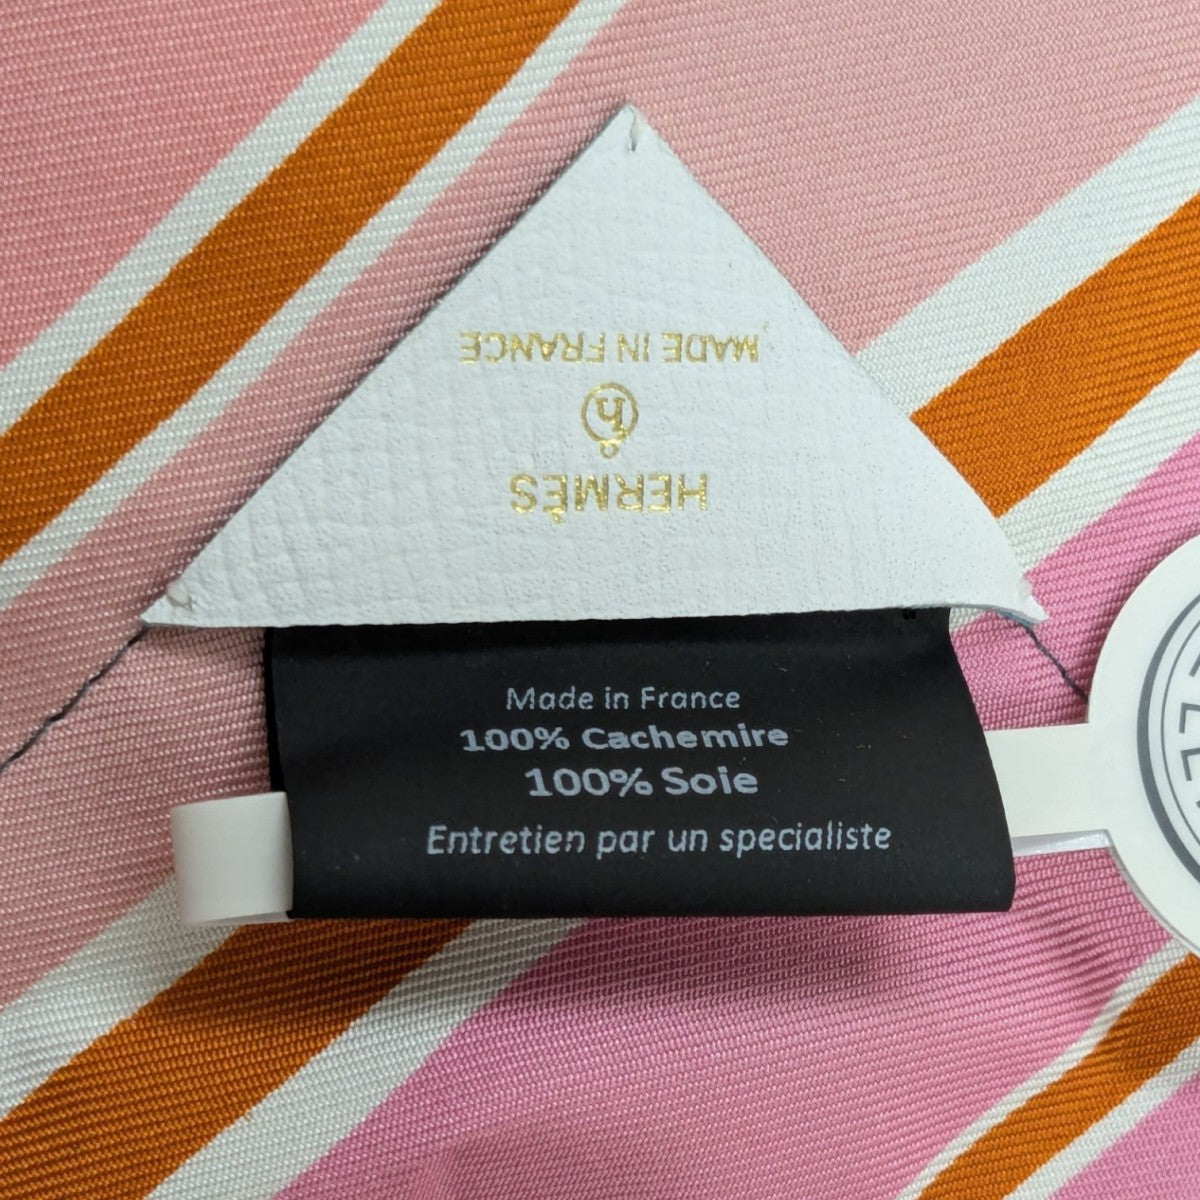 HERMÈS
h
MADE IN FRANCE
Made in France
100% Cachemire
100% Soie
Entretien par un specialiste